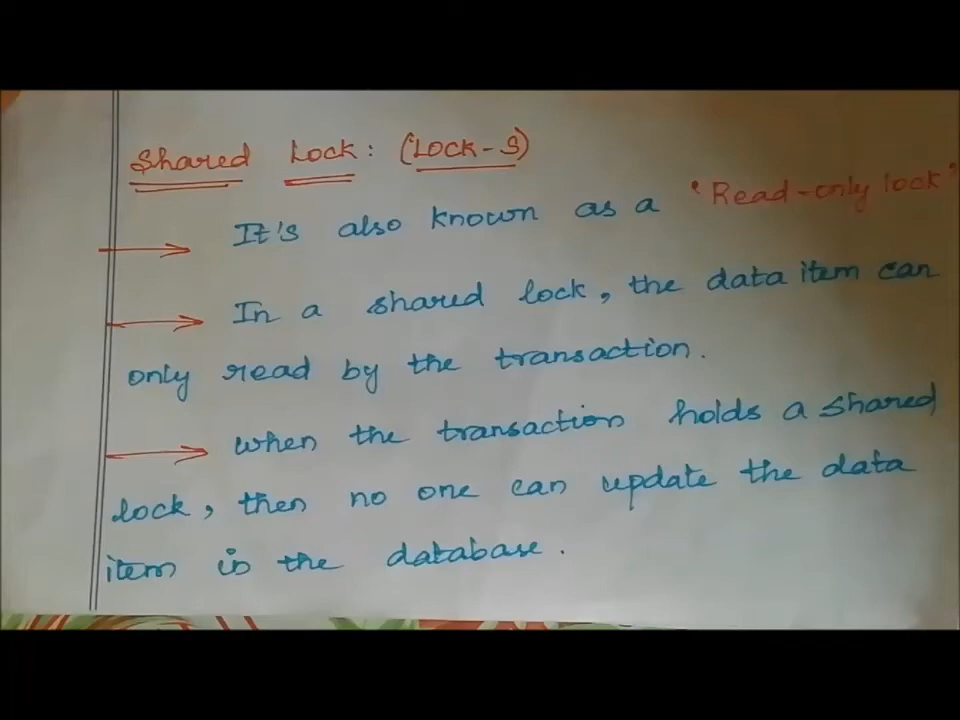 Shared Lock: (Lock-S)
It's also known as a "Read-only lock"
In a shared lock, the data item can
only read by the transaction.
when the transaction holds a shared
lock, then no one can update the data
item in the database.